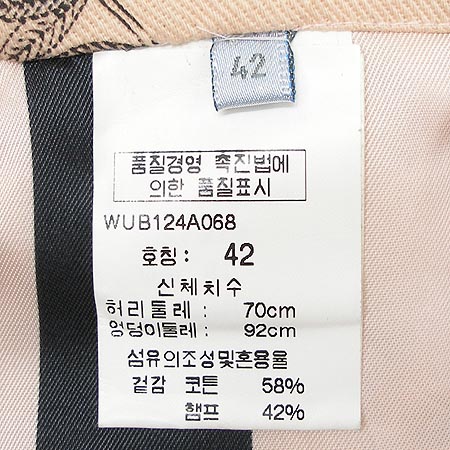 42
품질경영 촉진법에
의한 품질표시
WUB124A068
호칭: 42
신체치수
허리둘레 : 70cm
엉덩이둘레 : 92cm
섬유의조성및혼용율
겉감 코튼 58%
햄프 42%